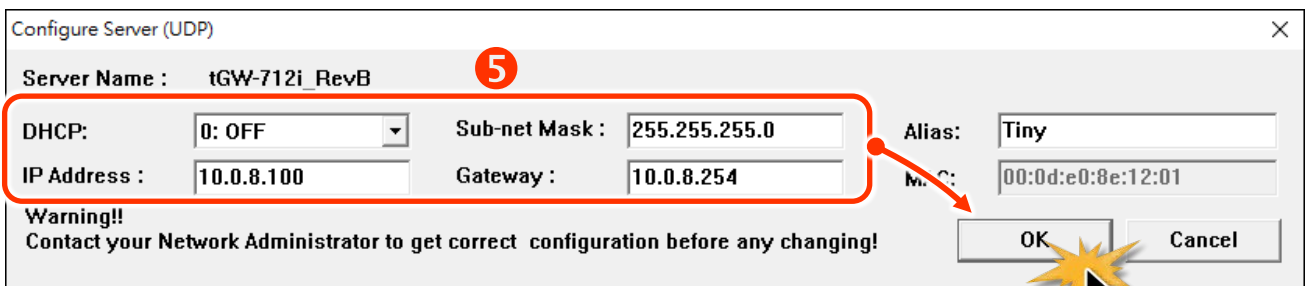 Configure Server (UDP)
Server Name : tGW-712i_RevB
5
DHCP: 0: OFF Sub-net Mask : 255.255.255.0 Alias: Tiny
IP Address : 10.0.8.100 Gateway : 10.0.8.254 00:0d:e0:8e:12:01
Warning!!
Contact your Network Administrator to get correct configuration before any changing!
OK Cancel